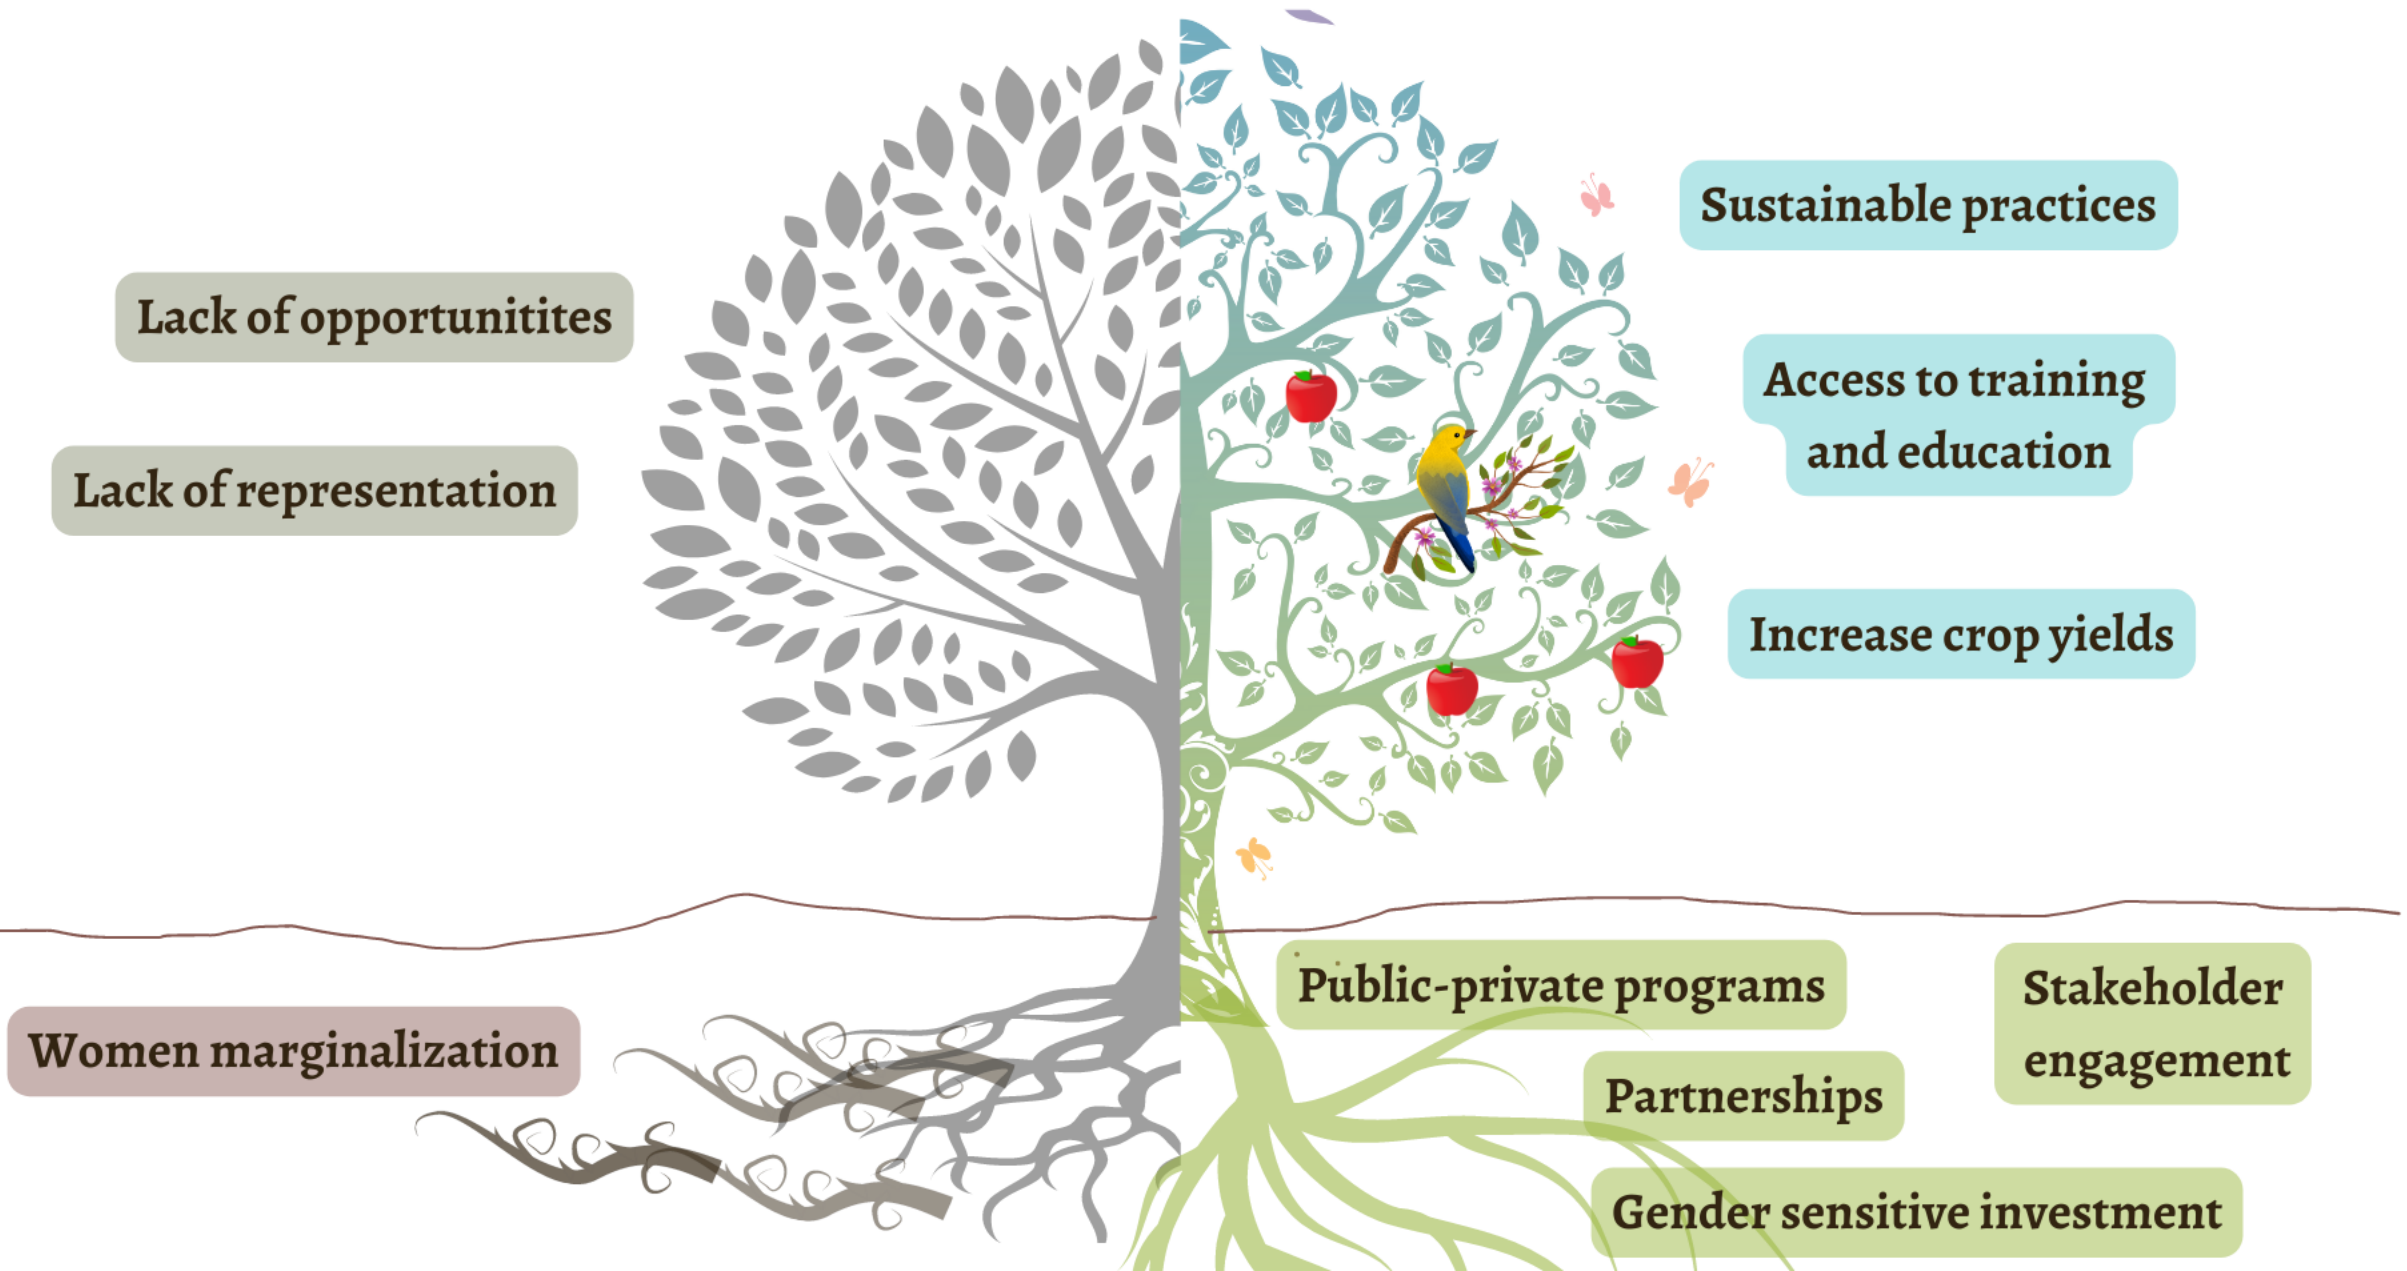 Lack of opportunitites
Lack of representation
Women marginalization
Sustainable practices
Access to training
and education
Increase crop yields
Public-private programs
Stakeholder
engagement
Partnerships
Gender sensitive investment